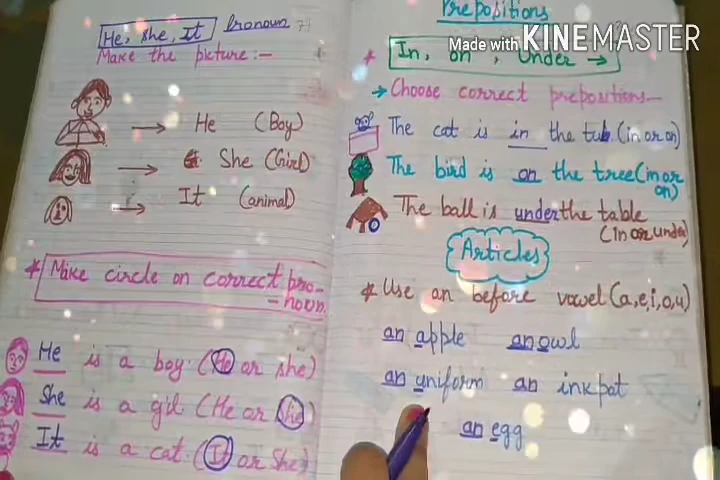 He, She, It Pronoun
Make the picture:-
→ He (Boy)
→ She (Girl)
→ It (animal)
* Make circle on correct pro-
- noun.
He is a boy (He or she)
She is a girl (He or she)
It is a cat (It or She)
Prepositions
Made with KINEMASTER
* In, on, Under →
→ Choose correct prepositions-
The cat is in the tub. (in or on)
The bird is on the tree (in or
on)
The ball is under the table
(In or under)
Articles
* Use an before vowel (a,e,i,o,u)
an apple an owl
an uniform an inkpot
an egg